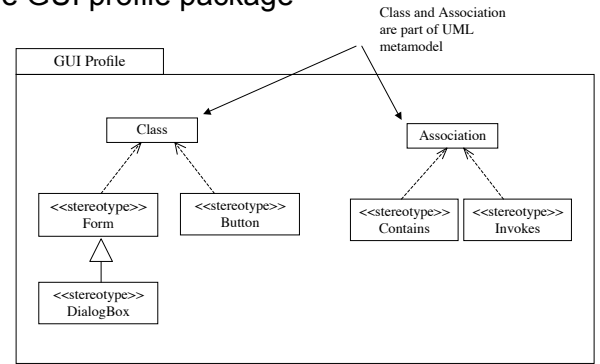 e GUI profile package
Class and Association
are part of UML
metamodel
GUI Profile
Class
Association
<<stereotype>>
Form
<<stereotype>>
Button
<<stereotype>>
Contains
<<stereotype>>
Invokes
<<stereotype>>
DialogBox